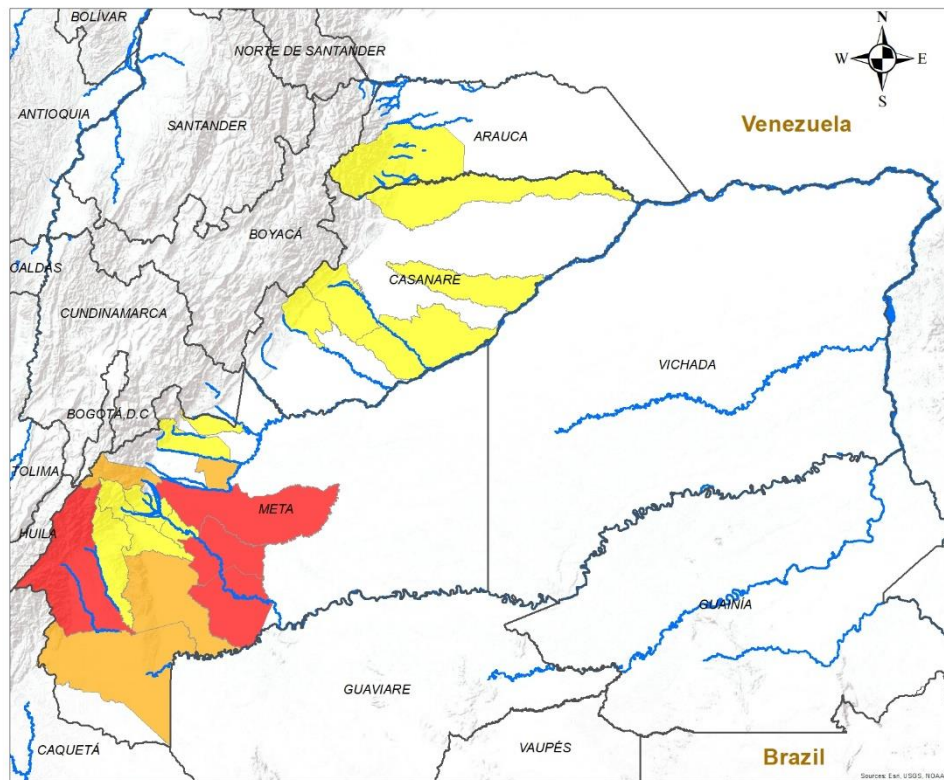 BOLÍVAR
NORTE DE SANTANDER
N
W E
S
ANTIOQUIA
SANTANDER
ARAUCA
Venezuela
BOYACÁ
CALDAS
CASANARE
CUNDINAMARCA
VICHADA
BOGOTÁ, D.C
TOLIMA
META
HUILA
GUAINÍA
GUAVIARE
CAQUETÁ
VAUPÉS
Brazil
Sources: Esri, USGS, NOAA